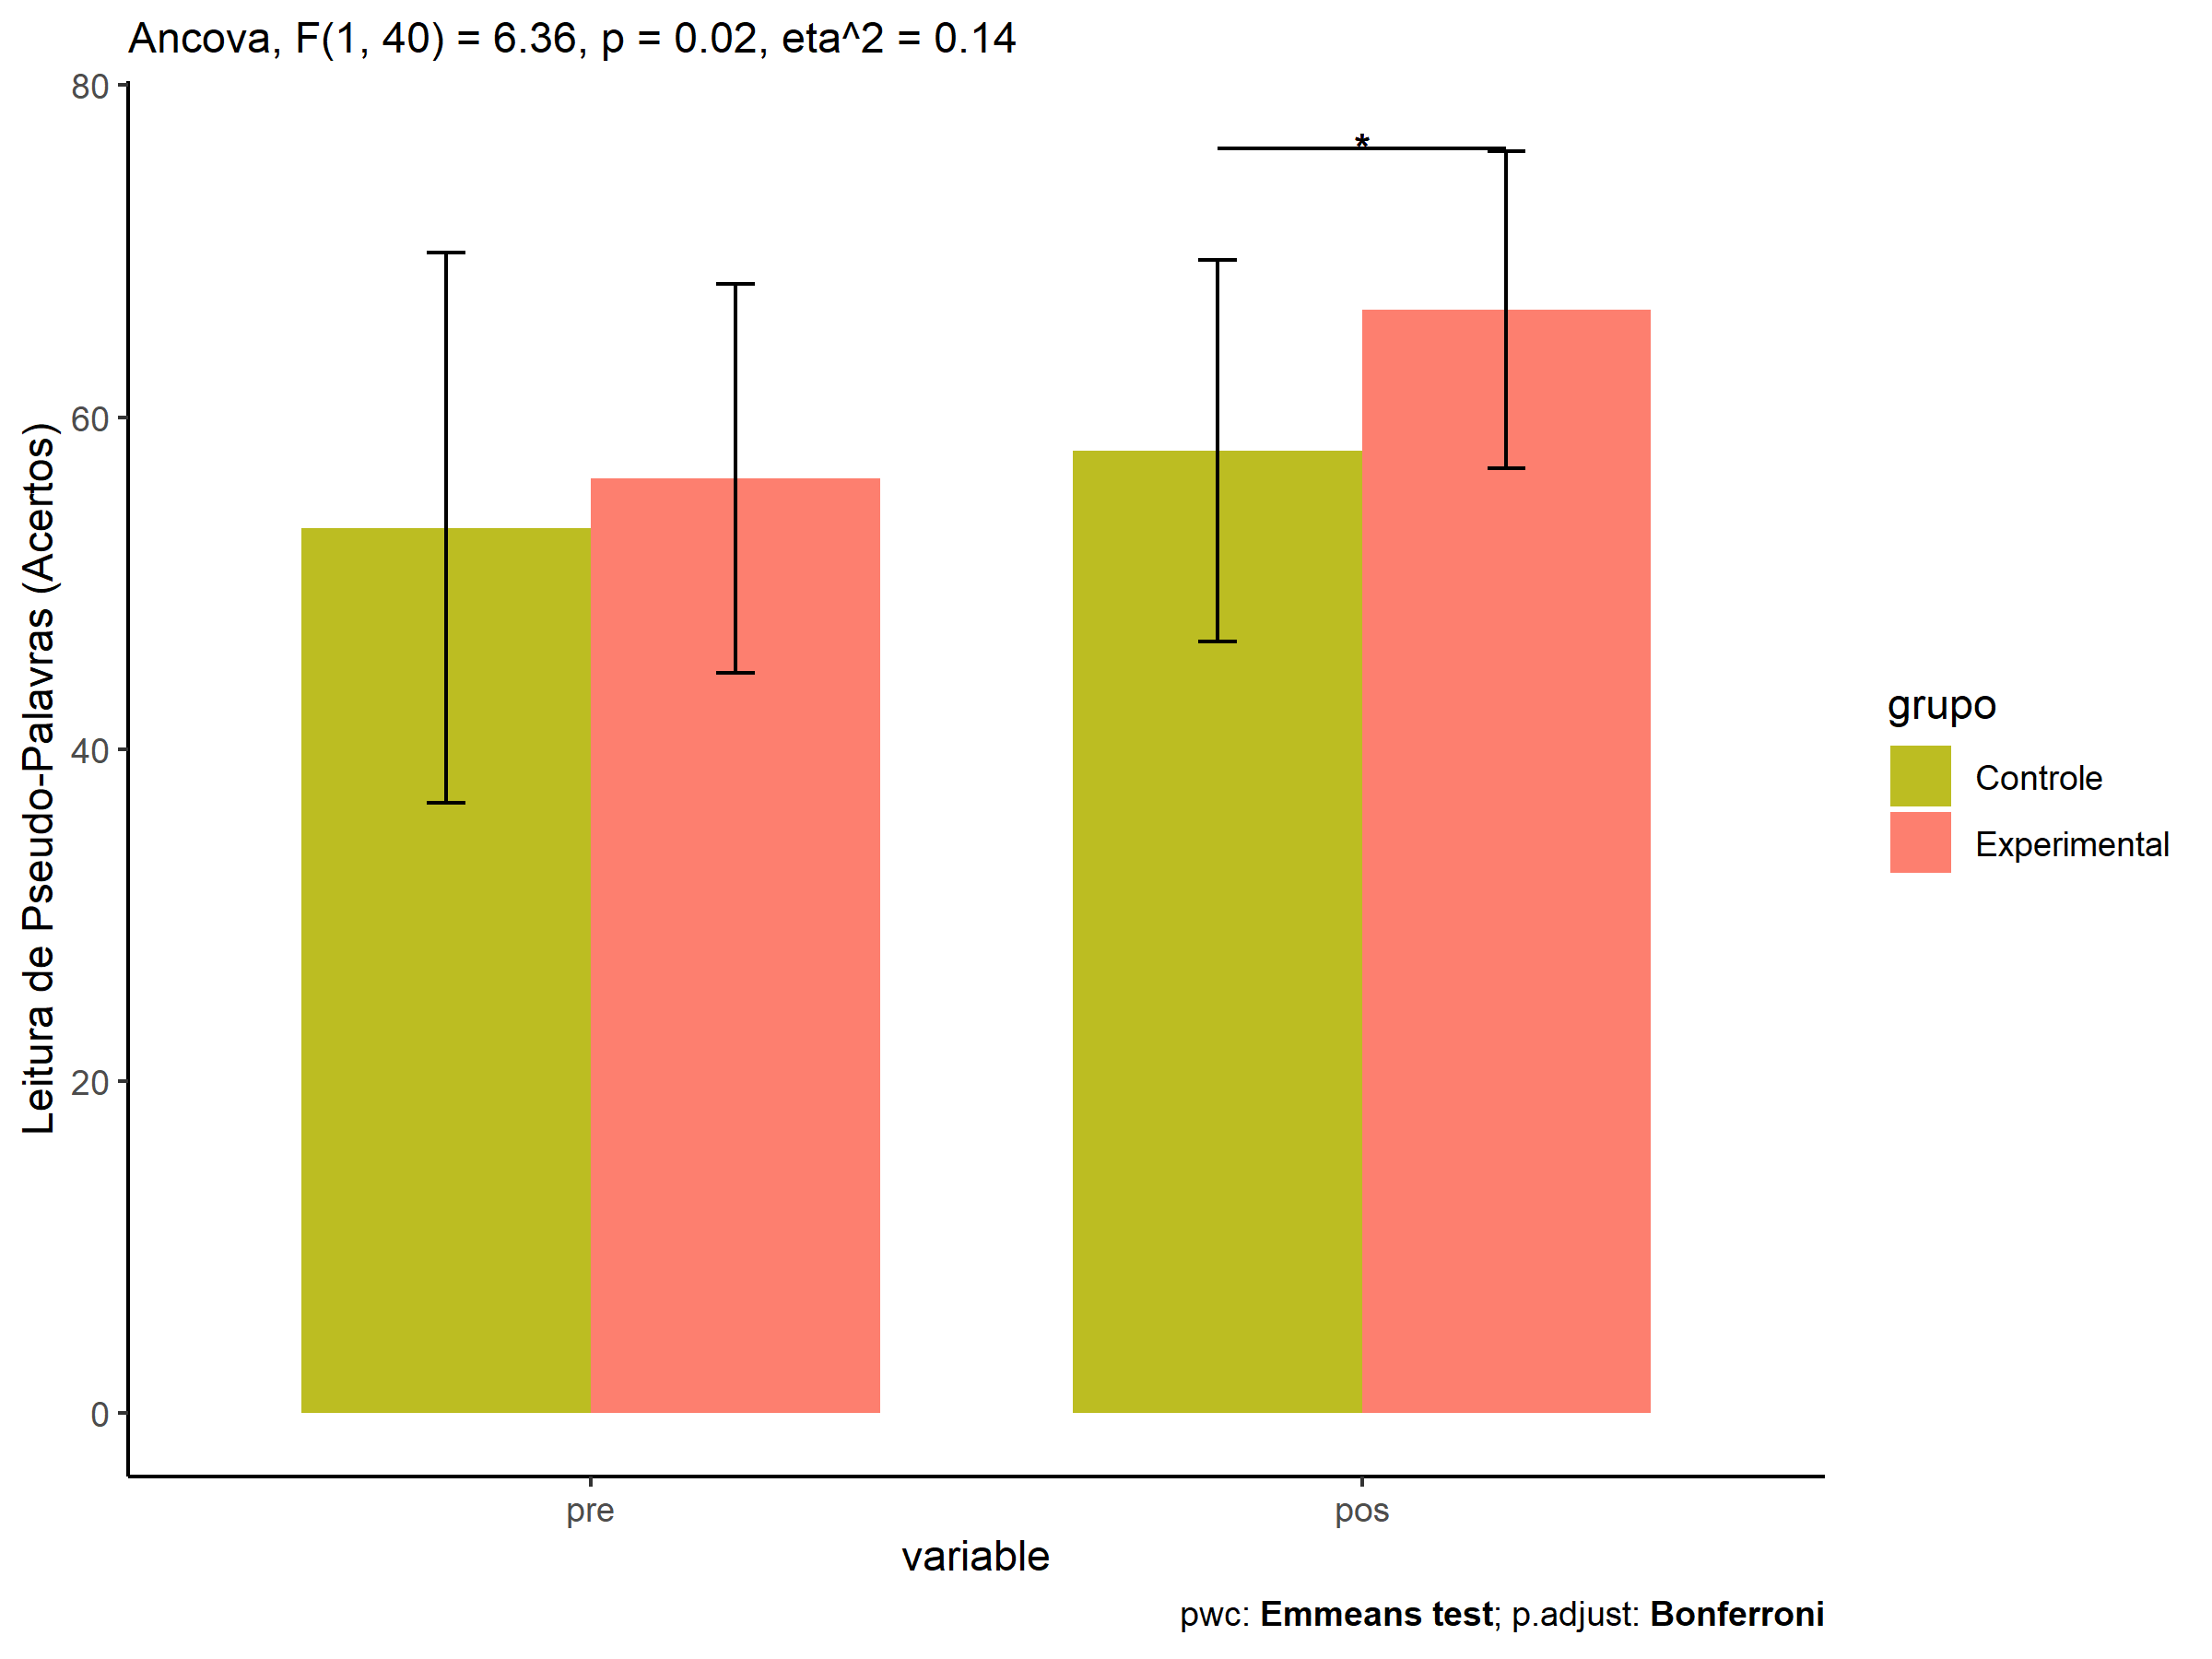 Ancova, F(1, 40) = 6.36, p = 0.02, eta^2 = 0.14
Leitura de Pseudo-Palavras (Acertos)
80
60
40
20
0
*
pre
pos
variable
grupo
Controle
Experimental
pwc: Emmeans test; p.adjust: Bonferroni